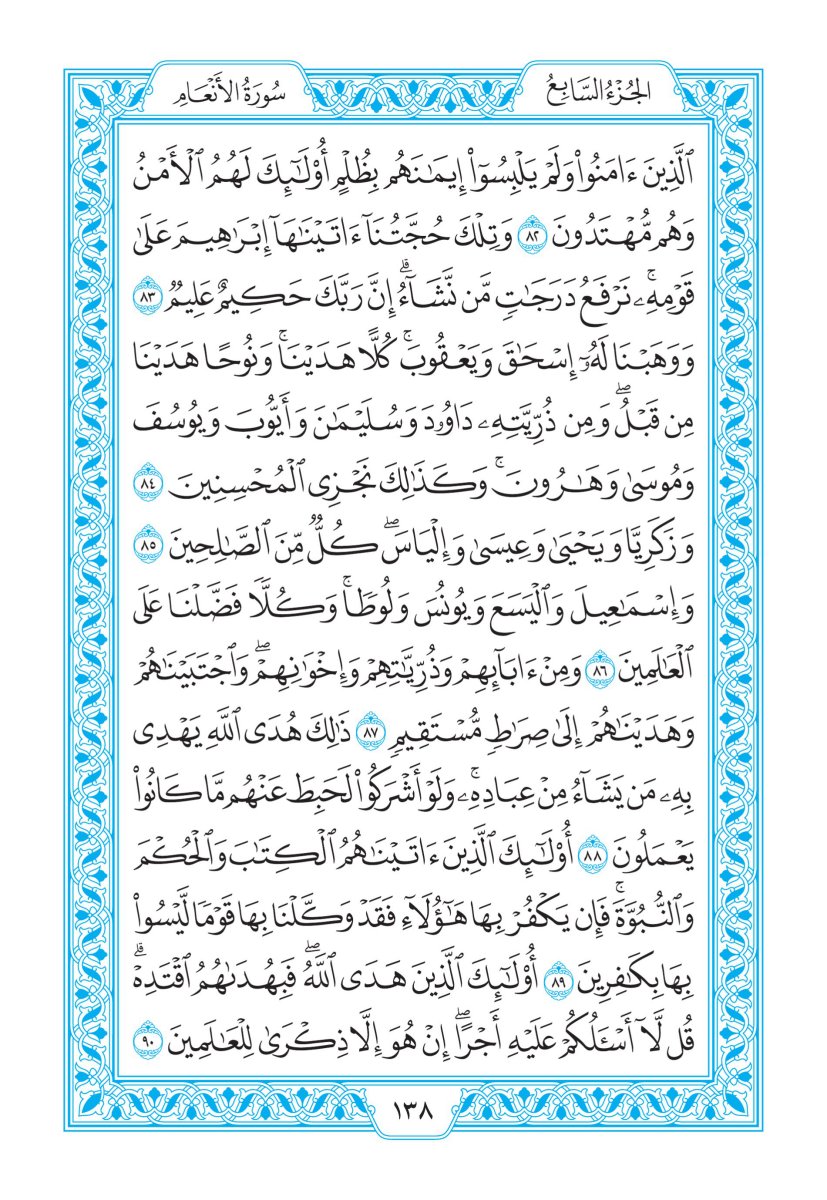 الجُزْءُ السَّابِعُ
سُورَةُ الأَنْعَامِ
ٱلَّذِينَ ءَامَنُوا۟ وَلَمْ يَلْبِسُوٓا۟ إِيمَٰنَهُم بِظُلْمٍ أُو۟لَٰٓئِكَ لَهُمُ ٱلْأَمْنُ
وَهُم مُّهْتَدُونَ ٨٢ وَتِلْكَ حُجَّتُنَآ ءَاتَيْنَٰهَآ إِبْرَٰهِيمَ عَلَىٰ
قَوْمِهِۦۚ نَرْفَعُ دَرَجَٰتٍ مَّن نَّشَآءُۗ إِنَّ رَبَّكَ حَكِيمٌ عَلِيمٌ ٨٣
وَوَهَبْنَا لَهُۥٓ إِسْحَٰقَ وَيَعْقُوبَۚ كُلًّا هَدَيْنَاۚ وَنُوحًا هَدَيْنَا
مِن قَبْلُۖ وَمِن ذُرِّيَّتِهِۦ دَاوُۥدَ وَسُلَيْمَٰنَ وَأَيُّوبَ وَيُوسُفَ
وَمُوسَىٰ وَهَٰرُونَۚ وَكَذَٰلِكَ نَجْزِى ٱلْمُحْسِنِينَ ٨٤
وَزَكَرِيَّا وَيَحْيَىٰ وَعِيسَىٰ وَإِلْيَاسَۖ كُلٌّ مِّنَ ٱلصَّٰلِحِينَ ٨٥
وَإِسْمَٰعِيلَ وَٱلْيَسَعَ وَيُونُسَ وَلُوطًاۚ وَكُلًّا فَضَّلْنَا عَلَى
ٱلْعَٰلَمِينَ ٨٦ وَمِنْ ءَابَآئِهِمْ وَذُرِّيَّٰتِهِمْ وَإِخْوَٰنِهِمْۖ وَٱجْتَبَيْنَٰهُمْ
وَهَدَيْنَٰهُمْ إِلَىٰ صِرَٰطٍ مُّسْتَقِيمٍ ٨٧ ذَٰلِكَ هُدَى ٱللَّهِ يَهْدِى
بِهِۦ مَن يَشَآءُ مِنْ عِبَادِهِۦۚ وَلَوْ أَشْرَكُوا۟ لَحَبِطَ عَنْهُم مَّا كَانُوا۟
يَعْمَلُونَ ٨٨ أُو۟لَٰٓئِكَ ٱلَّذِينَ ءَاتَيْنَٰهُمُ ٱلْكِتَٰبَ وَٱلْحُكْمَ
وَٱلنُّبُوَّةَۚ فَإِن يَكْفُرْ بِهَا هَٰٓؤُلَآءِ فَقَدْ وَكَّلْنَا بِهَا قَوْمًا لَّيْسُوا۟
بِهَا بِكَٰفِرِينَ ٨٩ أُو۟لَٰٓئِكَ ٱلَّذِينَ هَدَى ٱللَّهُۖ فَبِهُدَىٰهُمُ ٱقْتَدِهْۗ
قُل لَّآ أَسْـَٔلُكُمْ عَلَيْهِ أَجْرًاۖ إِنْ هُوَ إِلَّا ذِكْرَىٰ لِلْعَٰلَمِينَ ٩٠
١٣٨